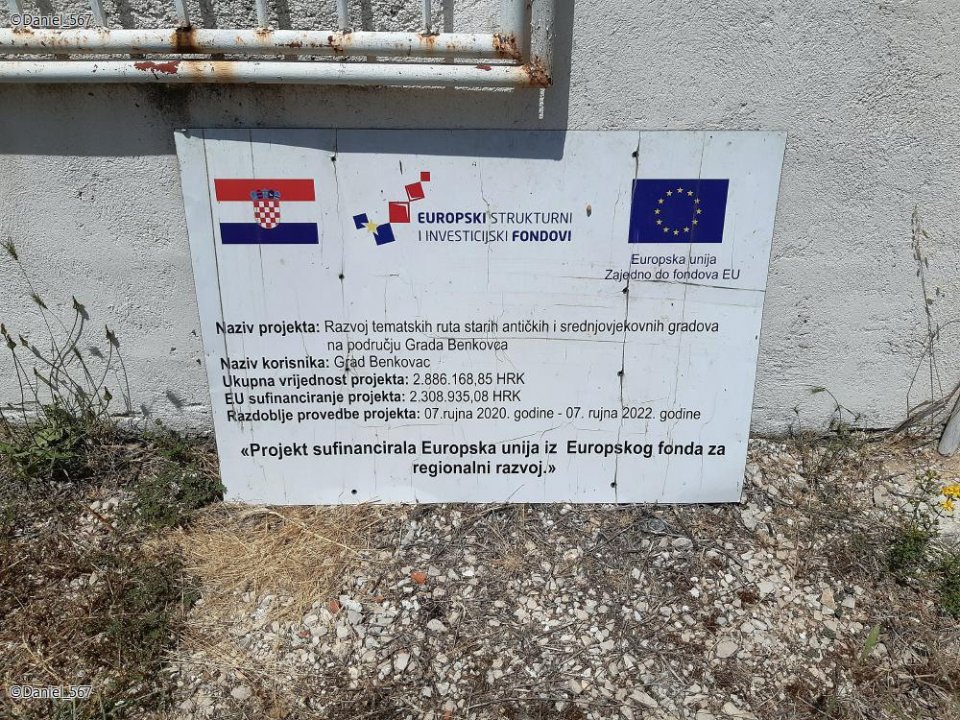 ©Daniel_567
EUROPSKI STRUKTURNI
I INVESTICIJSKI FONDOVI
Europska unija
Zajedno do fondova EU
Naziv projekta: Razvoj tematskih ruta starih antičkih i srednjovjekovnih gradova
na području Grada Benkovca
Naziv korisnika: Grad Benkovac
Ukupna vrijednost projekta: 2.886.168,85 HRK
EU sufinanciranje projekta: 2.308.935,08 HRK
Razdoblje provedbe projekta: 07.rujna 2020. godine - 07. rujna 2022. godine
«Projekt sufinancirala Europska unija iz Europskog fonda za
regionalni razvoj.»
©Daniel_567